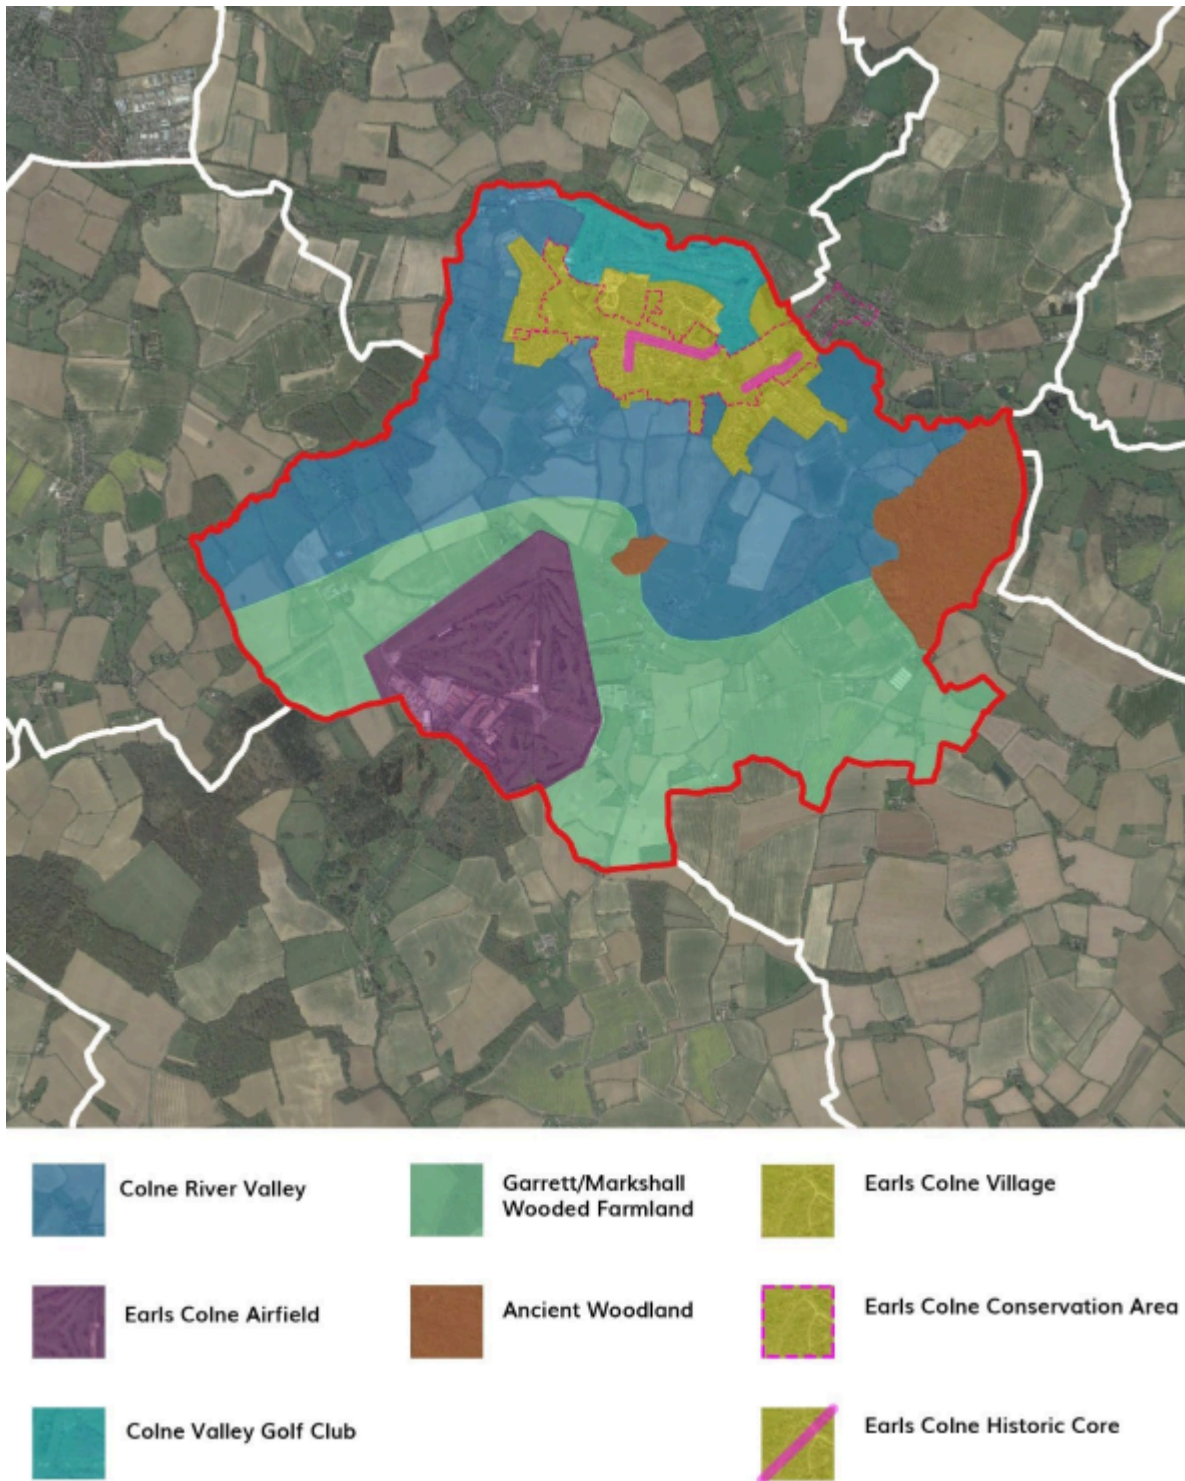 Colne River Valley
Garrett/Markshall
Wooded Farmland
Earls Colne Village
Earls Colne Airfield
Ancient Woodland
Earls Colne Conservation Area
Colne Valley Golf Club
Earls Colne Historic Core